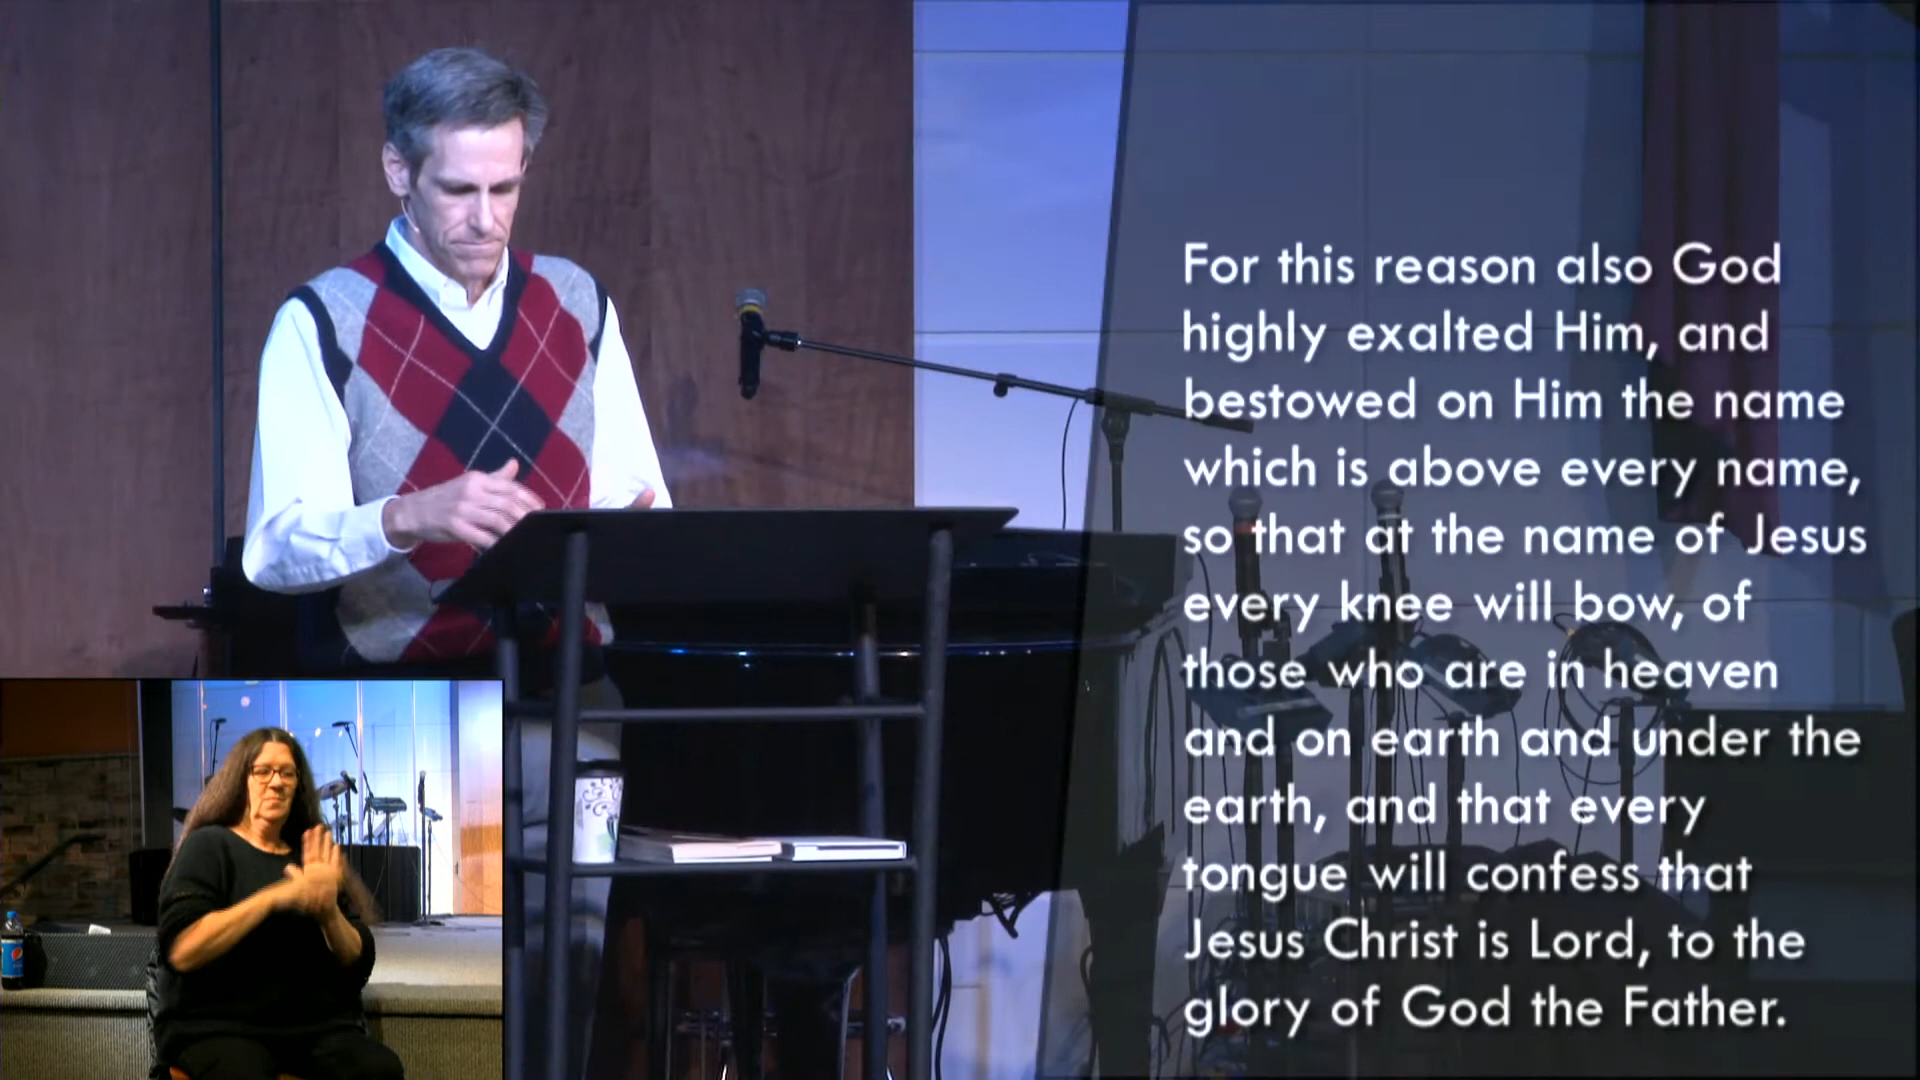 For this reason also God
highly exalted Him, and
bestowed on Him the name
which is above every name,
so that at the name of Jesus
every knee will bow, of
those who are in heaven
and on earth and under the
earth, and that every
tongue will confess that
Jesus Christ is Lord, to the
glory of God the Father.